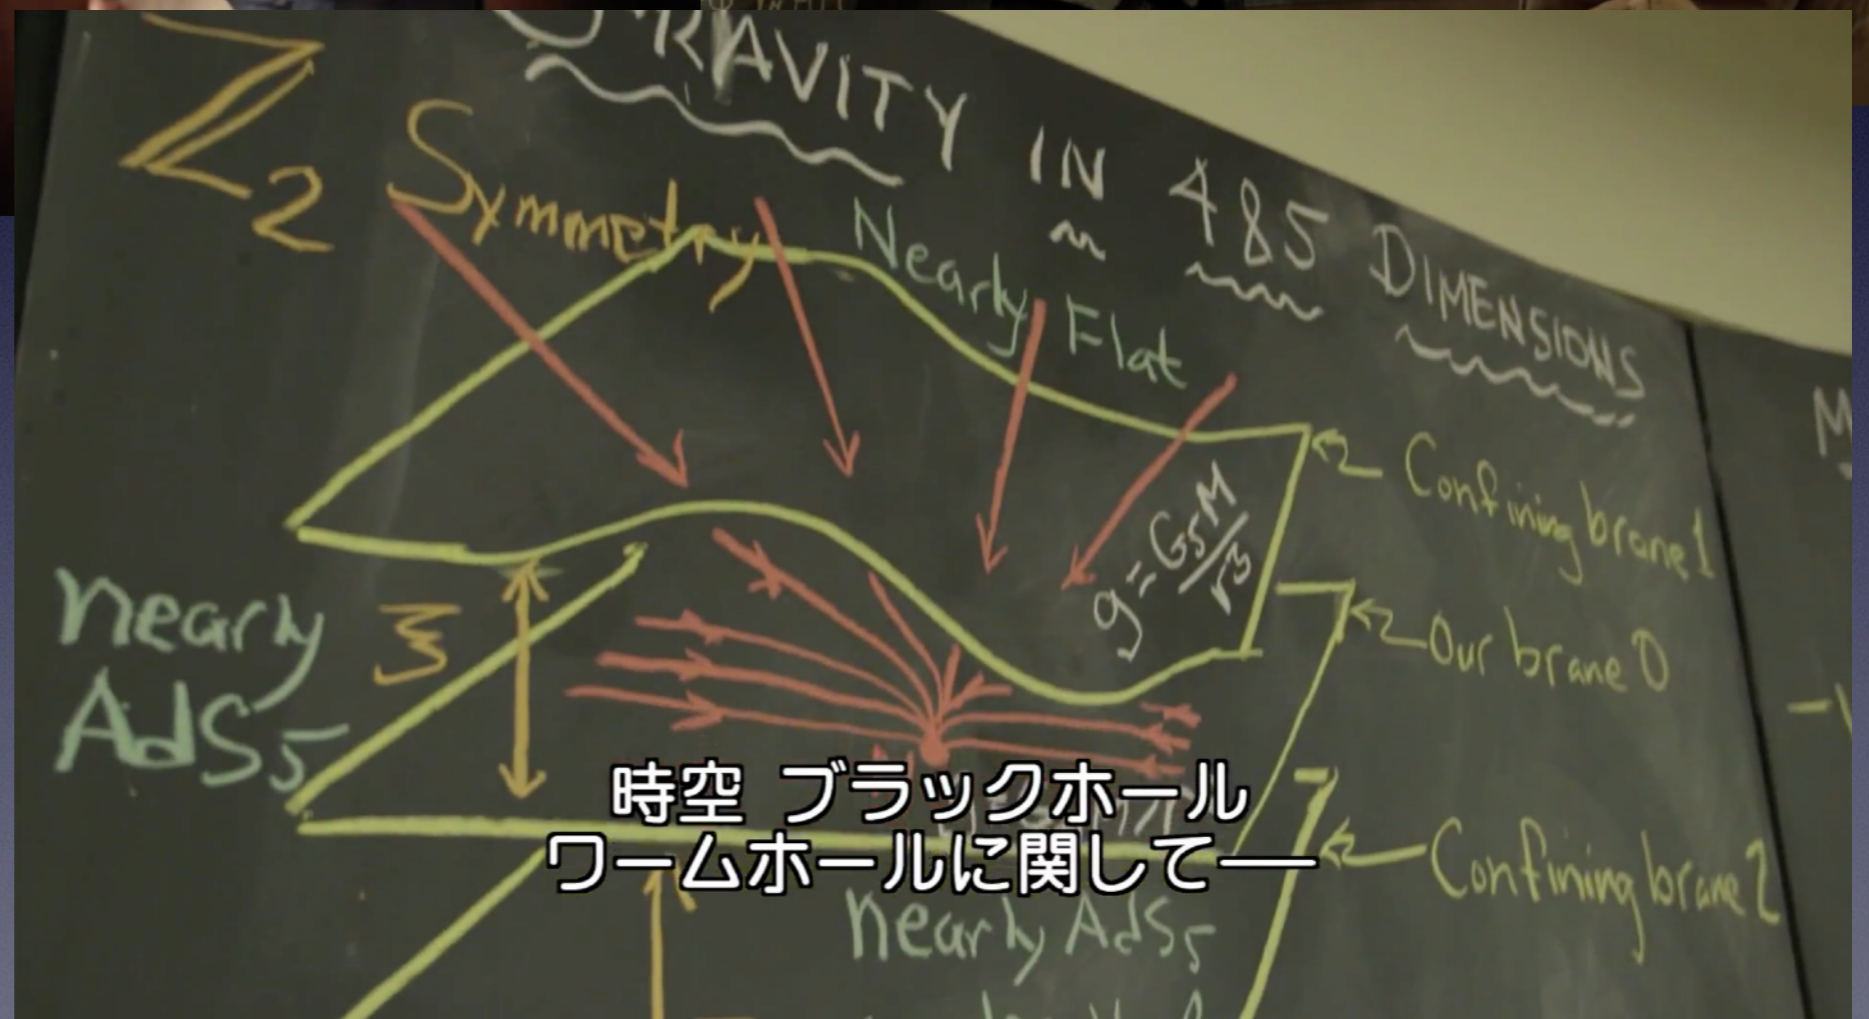 GRAVITY IN 4&5 DIMENSIONS
Z2 Symmetry
Nearly Flat
Confining brane 1
g = G5M/r^3
nearly
AdS5
ξ
Our brane 0
時空 ブラックホール
ワームホールに関して──
Confining brane 2
nearly AdS5